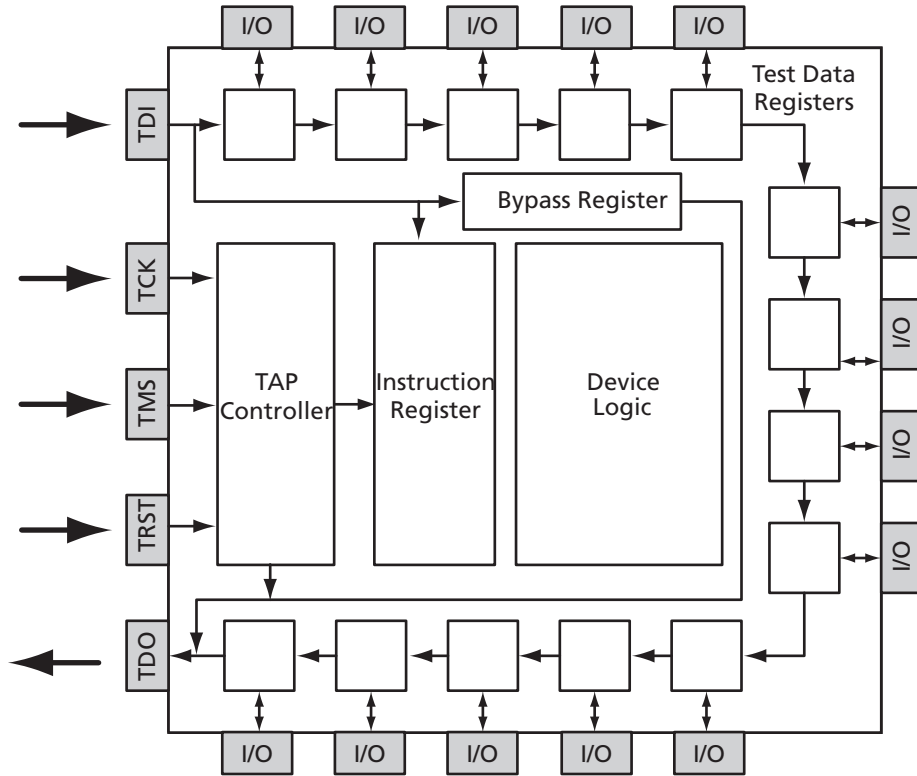 I/O I/O I/O I/O I/O
Test Data
Registers
TDI
Bypass Register
I/O
TCK
I/O
TAP
Controller
Instruction
Register
Device
Logic
TMS
I/O
TRST
I/O
TDO
I/O I/O I/O I/O I/O